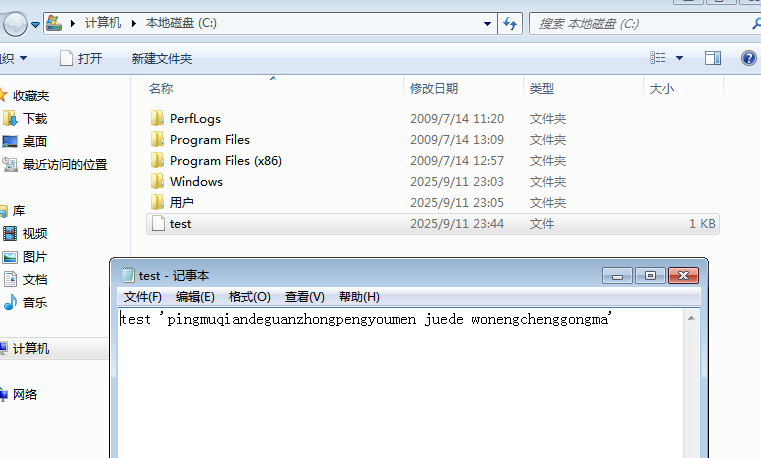 计算机 本地磁盘 (C:) 搜索 本地磁盘 (C:)
组织 打开 新建文件夹
收藏夹
下载
桌面
最近访问的位置
库
视频
图片
文档
音乐
计算机
网络
名称 修改日期 类型 大小
PerfLogs 2009/7/14 11:20 文件夹
Program Files 2009/7/14 13:09 文件夹
Program Files (x86) 2009/7/14 12:57 文件夹
Windows 2025/9/11 23:03 文件夹
用户 2025/9/11 23:05 文件夹
test 2025/9/11 23:44 文件 1 KB
test - 记事本
文件(F) 编辑(E) 格式(O) 查看(V) 帮助(H)
test 'pingmuqiandeguanzhongpengyoumen juede wonengchenggongma'